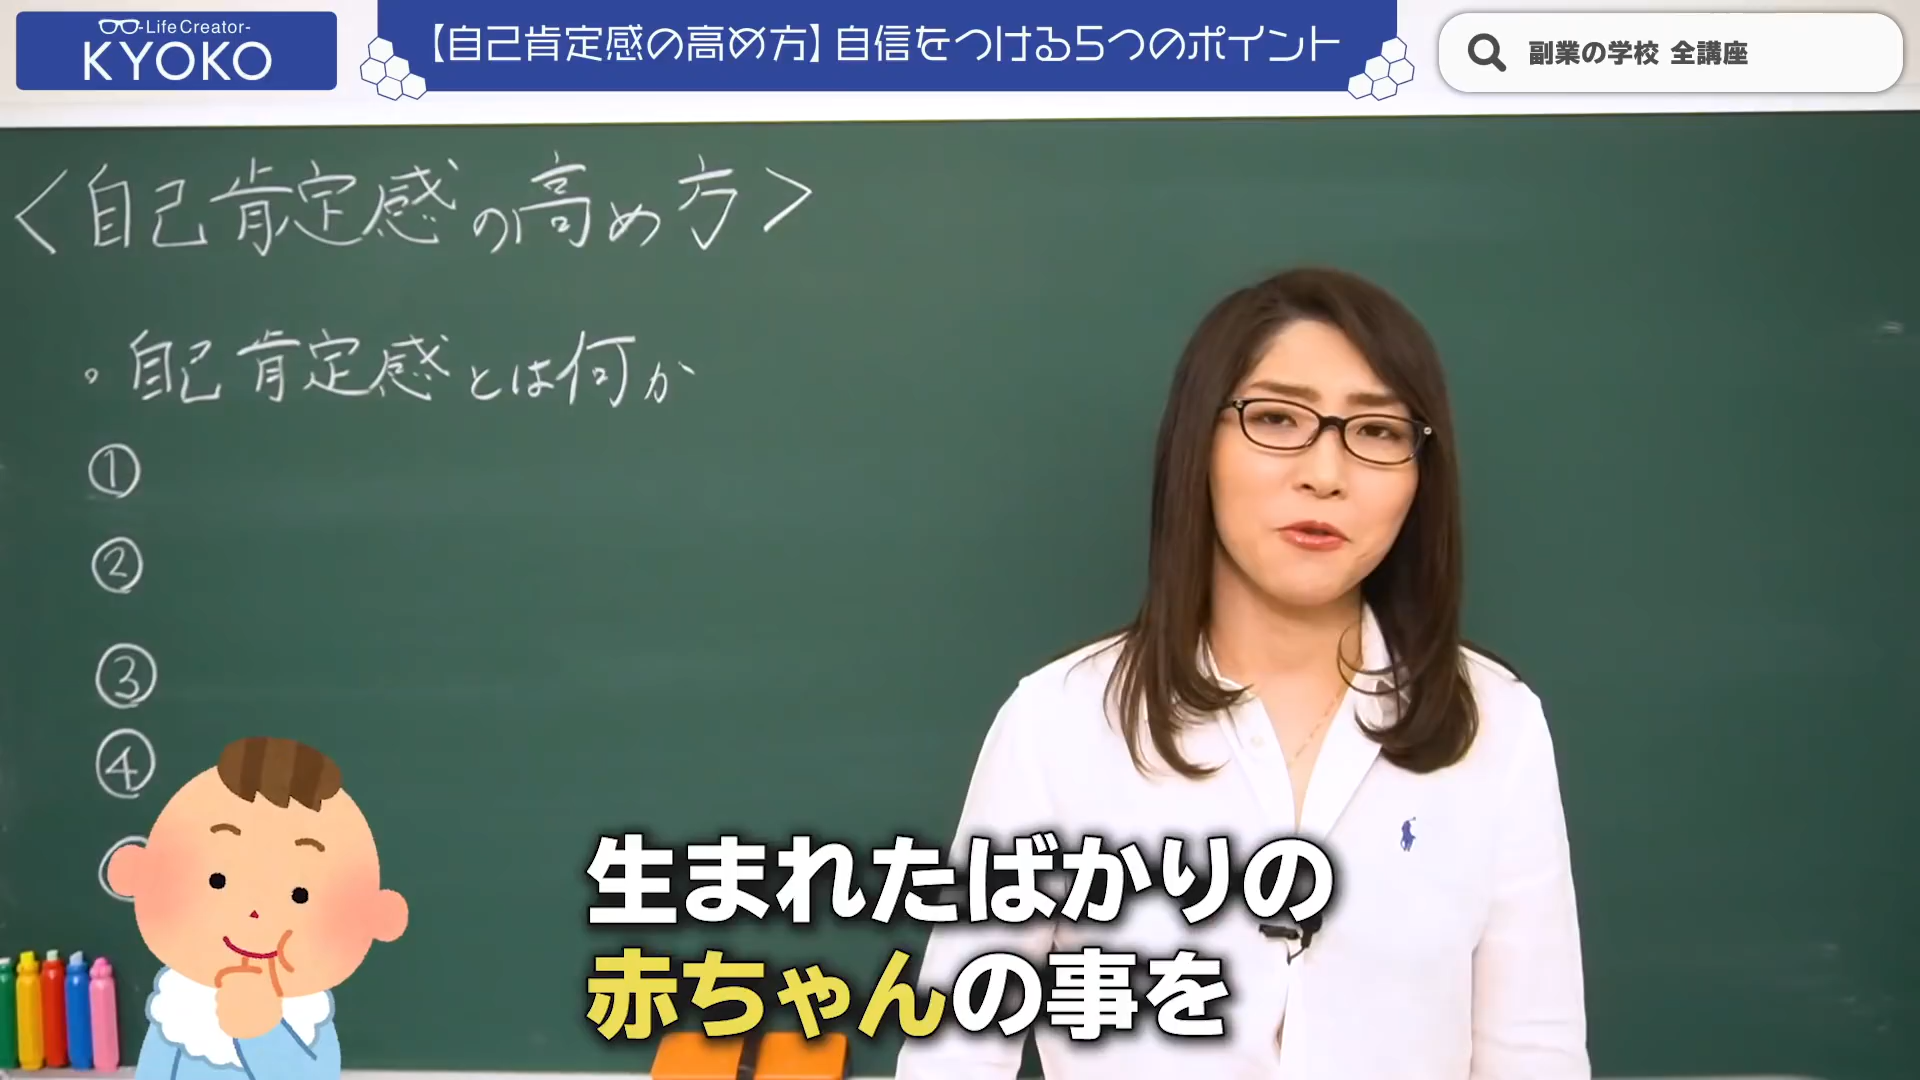 -Life Creator-
KYOKO
【自己肯定感の高め方】自信をつける5つのポイント
副業の学校 全講座
<自己肯定感の高め方>
。自己肯定感とは何か
①
②
③
④
生まれたばかりの
赤ちゃんの事を